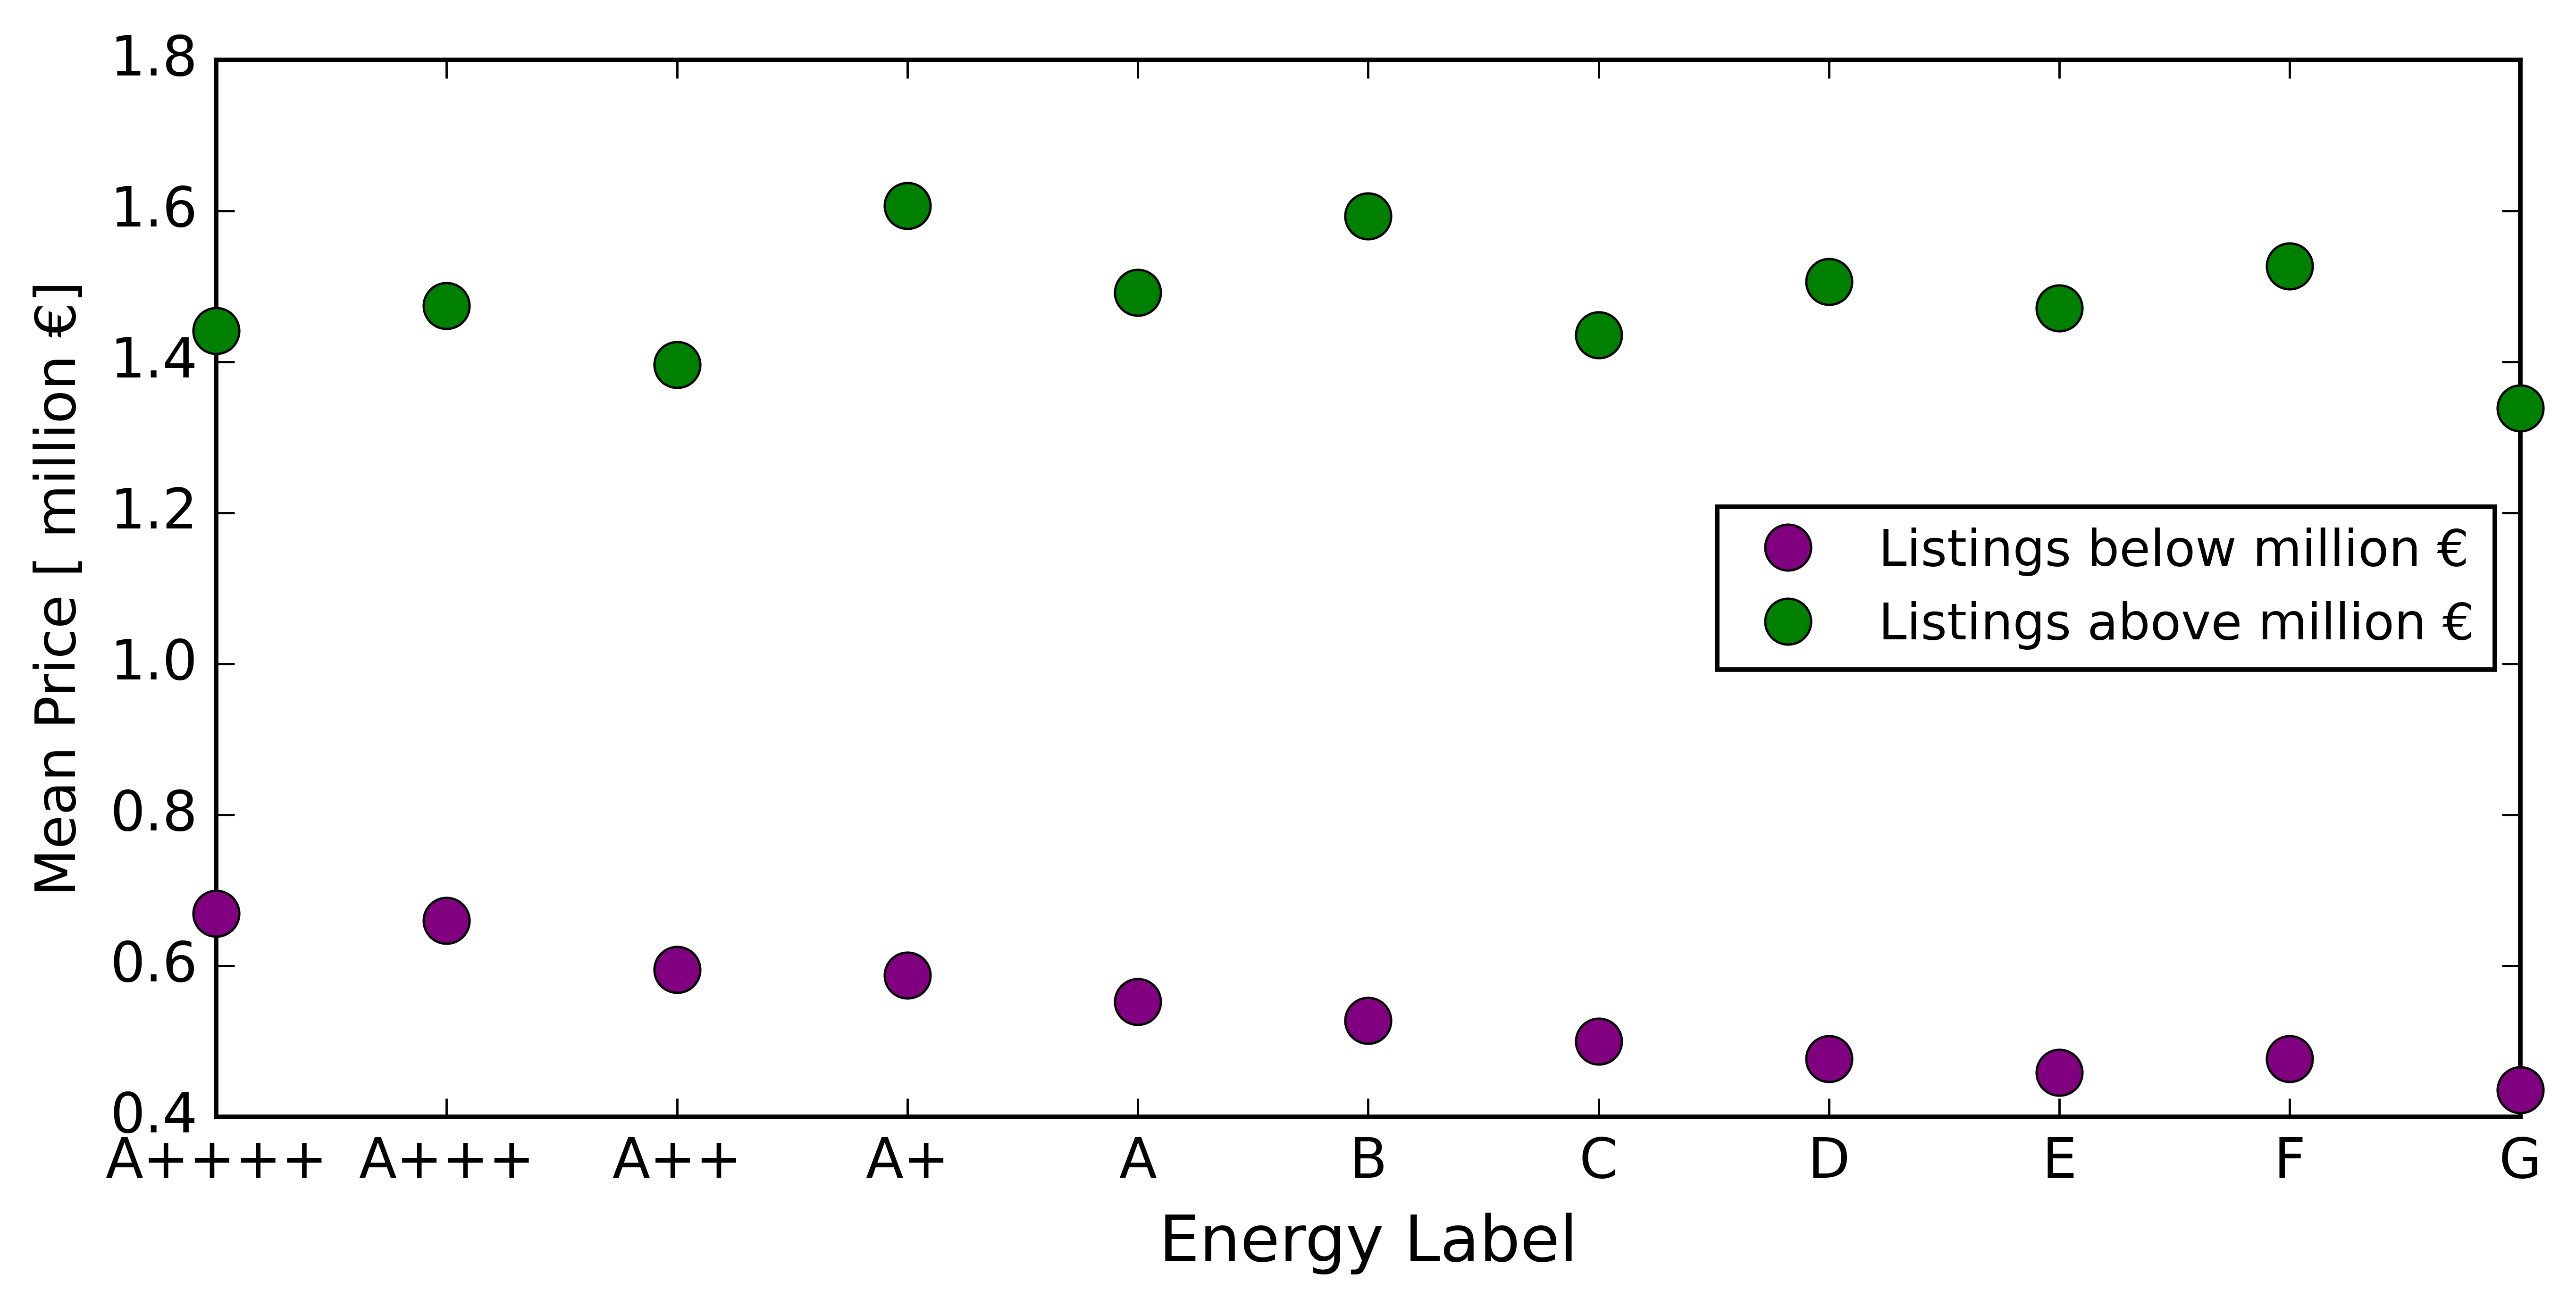 1.8
1.6
1.4
1.2
1.0
0.8
0.6
0.4
Mean Price [ million €]
Listings below million €
Listings above million €
A++++ A+++ A++ A+ A B C D E F G
Energy Label